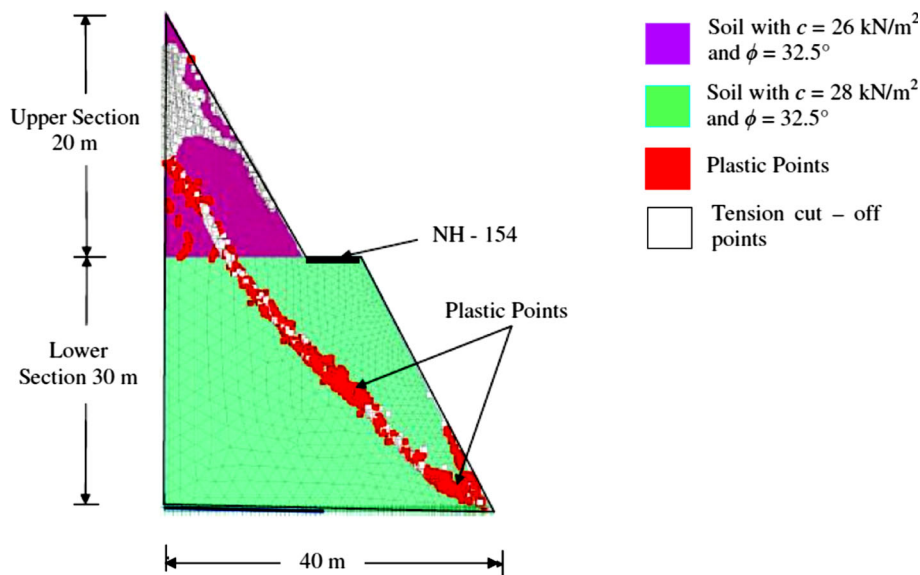 Upper Section
20 m
Lower
Section 30 m
40 m
NH - 154
Plastic Points
Soil with c = 26 kN/m²
and ϕ = 32.5°
Soil with c = 28 kN/m²
and ϕ = 32.5°
Plastic Points
Tension cut – off
points